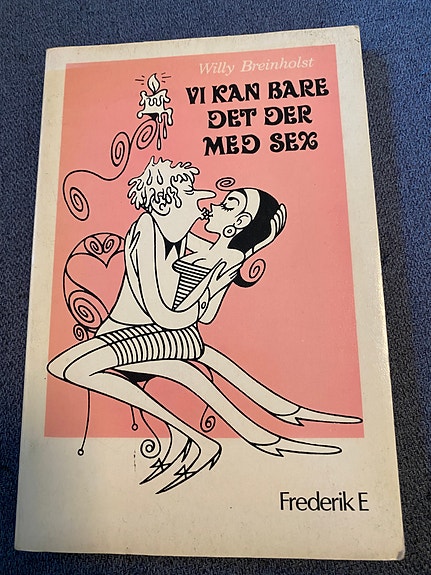 Willy Breinholst
VI KAN BARE
DET DER
MED SEX
Frederik E